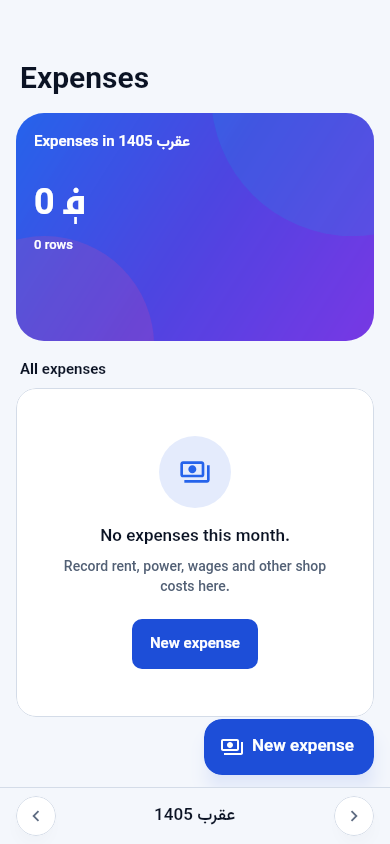 Expenses
Expenses in عقرب 1405
0 ؋
0 rows
All expenses
No expenses this month.
Record rent, power, wages and other shop
costs here.
New expense
New expense
عقرب 1405